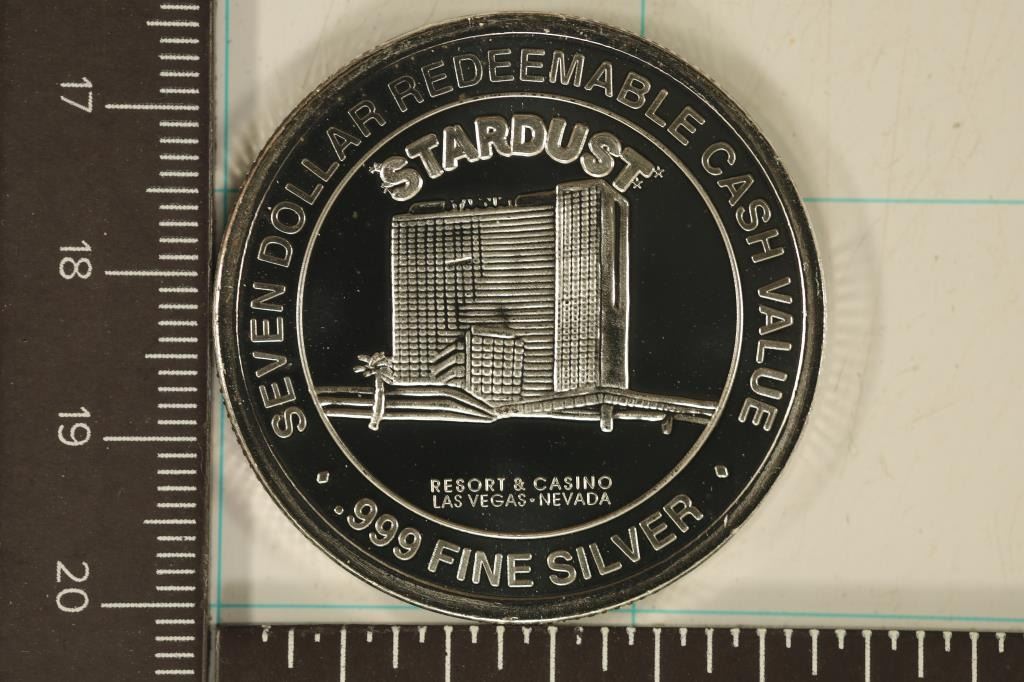 SEVEN DOLLAR REDEEMABLE CASH VALUE
STARDUST
RESORT & CASINO
LAS VEGAS • NEVADA
.999 FINE SILVER
17
18
19
20